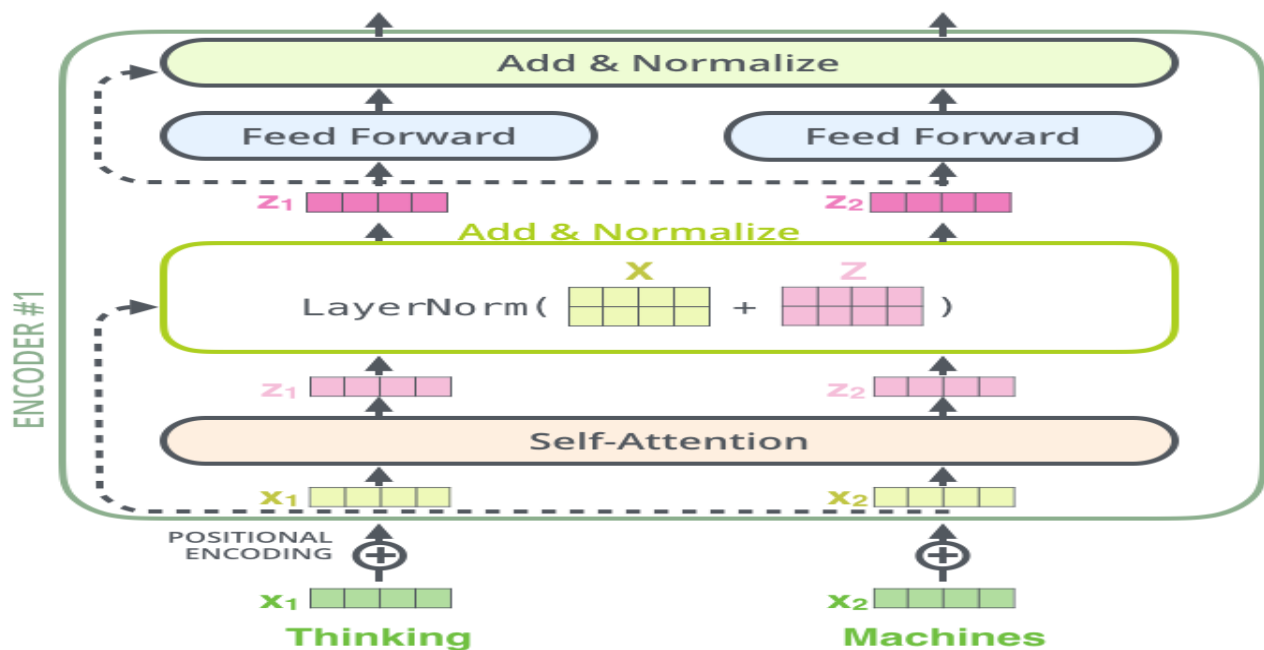 Add & Normalize
Feed Forward
Feed Forward
z1
z2
Add & Normalize
X
Z
LayerNorm( + )
ENCODER #1
z1
z2
Self-Attention
x1
x2
POSITIONAL
ENCODING
x1
x2
Thinking
Machines